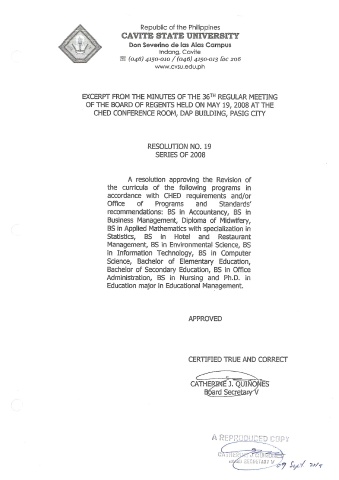 Republic of the Philippines
CAVITE STATE UNIVERSITY
Don Severino de las Alas Campus
Indang, Cavite
☏ (046) 4150-010 / (046) 4150-013 loc 206
www.cvsu.edu.ph
EXCERPT FROM THE MINUTES OF THE 36TH REGULAR MEETING
OF THE BOARD OF REGENTS HELD ON MAY 19, 2008 AT THE
CHED CONFERENCE ROOM, DAP BUILDING, PASIG CITY
RESOLUTION NO. 19
SERIES OF 2008
A resolution approving the Revision of
the curricula of the following programs in
accordance with CHED requirements and/or
Office of Programs and Standards'
recommendations: BS in Accountancy, BS in
Business Management, Diploma of Midwifery,
BS in Applied Mathematics with specialization in
Statistics, BS in Hotel and Restaurant
Management, BS in Environmental Science, BS
in Information Technology, BS in Computer
Science, Bachelor of Elementary Education,
Bachelor of Secondary Education, BS in Office
Administration, BS in Nursing and Ph.D. in
Education major in Educational Management.
APPROVED
CERTIFIED TRUE AND CORRECT
CATHERINE J. QUIÑONES
Board Secretary V
A REPRODUCED COPY
CATHERINE J. QUIÑONES
BOARD SECRETARY V
09 Sept.